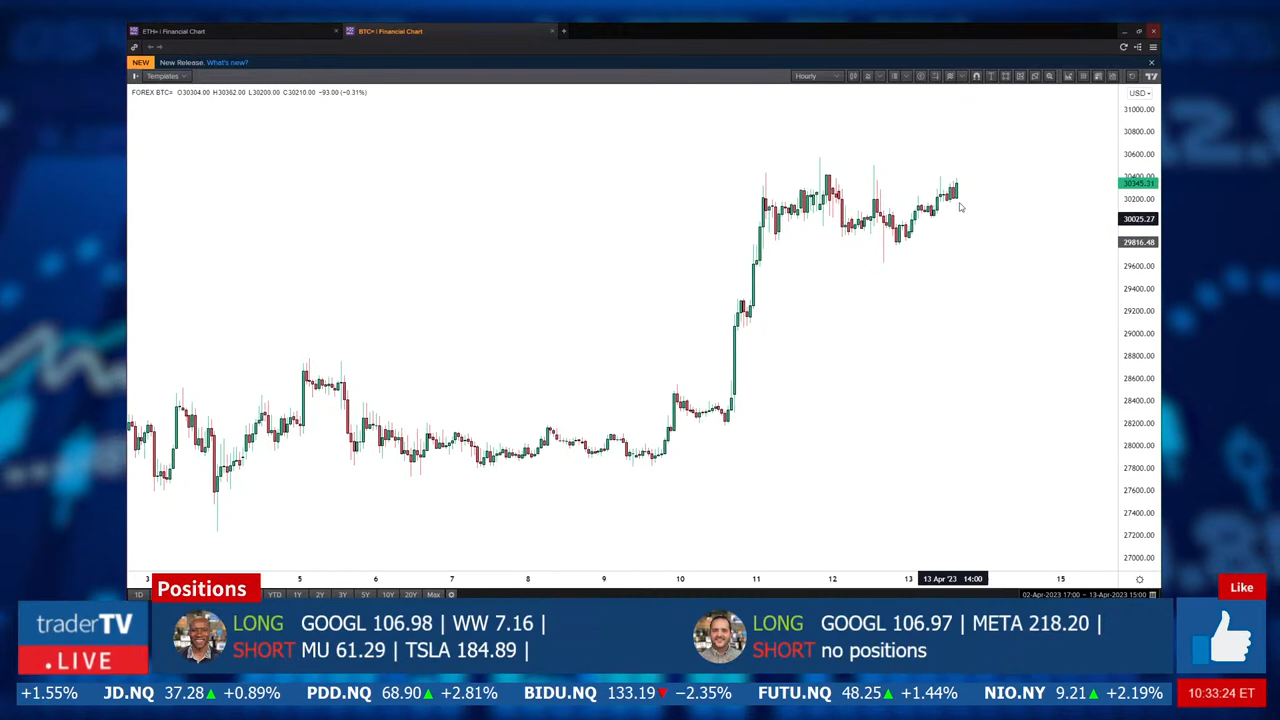 ETH= | Financial Chart
BTC= | Financial Chart
NEW New Release. What's new?
Templates
Hourly
FOREX BTC= O30304.00 H30362.00 L30200.00 C30210.00 −93.00 (−0.31%)
USD
31000.00
30800.00
30600.00
30400.00
30345.31
30200.00
30025.27
29816.48
29600.00
29400.00
29200.00
29000.00
28800.00
28600.00
28400.00
28200.00
28000.00
27800.00
27600.00
27400.00
27200.00
27000.00
3 5 6 7 8 9 10 11 12 13 13 Apr '23 14:00 15
1D YTD 1Y 2Y 3Y 5Y 10Y 20Y Max
02-Apr-2023 17:00 - 13-Apr-2023 15:00
Positions
Like
traderTV
.LIVE
LONG GOOGL 106.98 | WW 7.16 |
SHORT MU 61.29 | TSLA 184.89 |
LONG GOOGL 106.97 | META 218.20 |
SHORT no positions
+1.55% JD.NQ 37.28▲ +0.89% PDD.NQ 68.90▲ +2.81% BIDU.NQ 133.19▼ −2.35% FUTU.NQ 48.25▲ +1.44% NIO.NY 9.21▲ +2.19%
10:33:24 ET